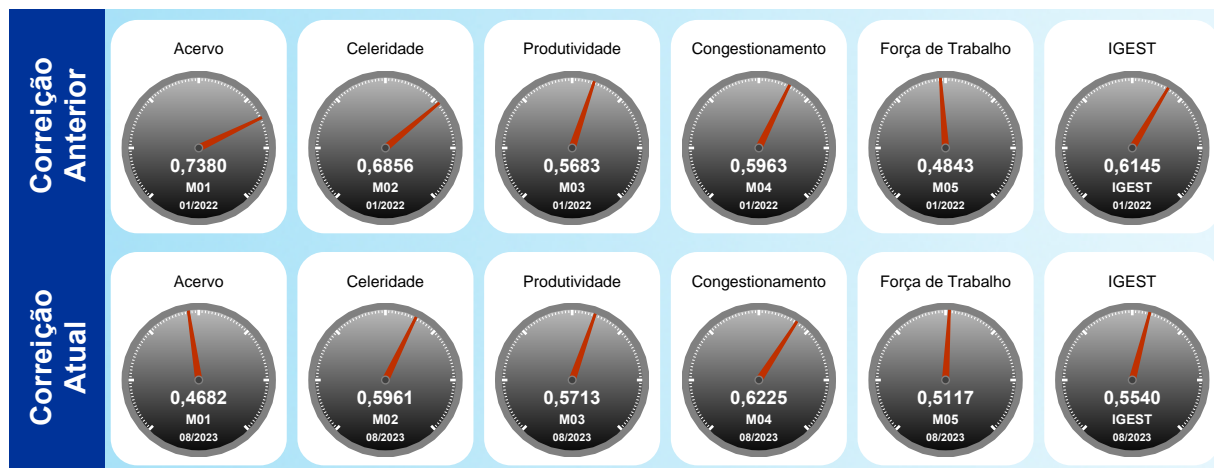 Correição
Anterior
Acervo
0,7380
M01
01/2022
Celeridade
0,6856
M02
01/2022
Produtividade
0,5683
M03
01/2022
Congestionamento
0,5963
M04
01/2022
Força de Trabalho
0,4843
M05
01/2022
IGEST
0,6145
IGEST
01/2022
Correição
Atual
Acervo
0,4682
M01
08/2023
Celeridade
0,5961
M02
08/2023
Produtividade
0,5713
M03
08/2023
Congestionamento
0,6225
M04
08/2023
Força de Trabalho
0,5117
M05
08/2023
IGEST
0,5540
IGEST
08/2023